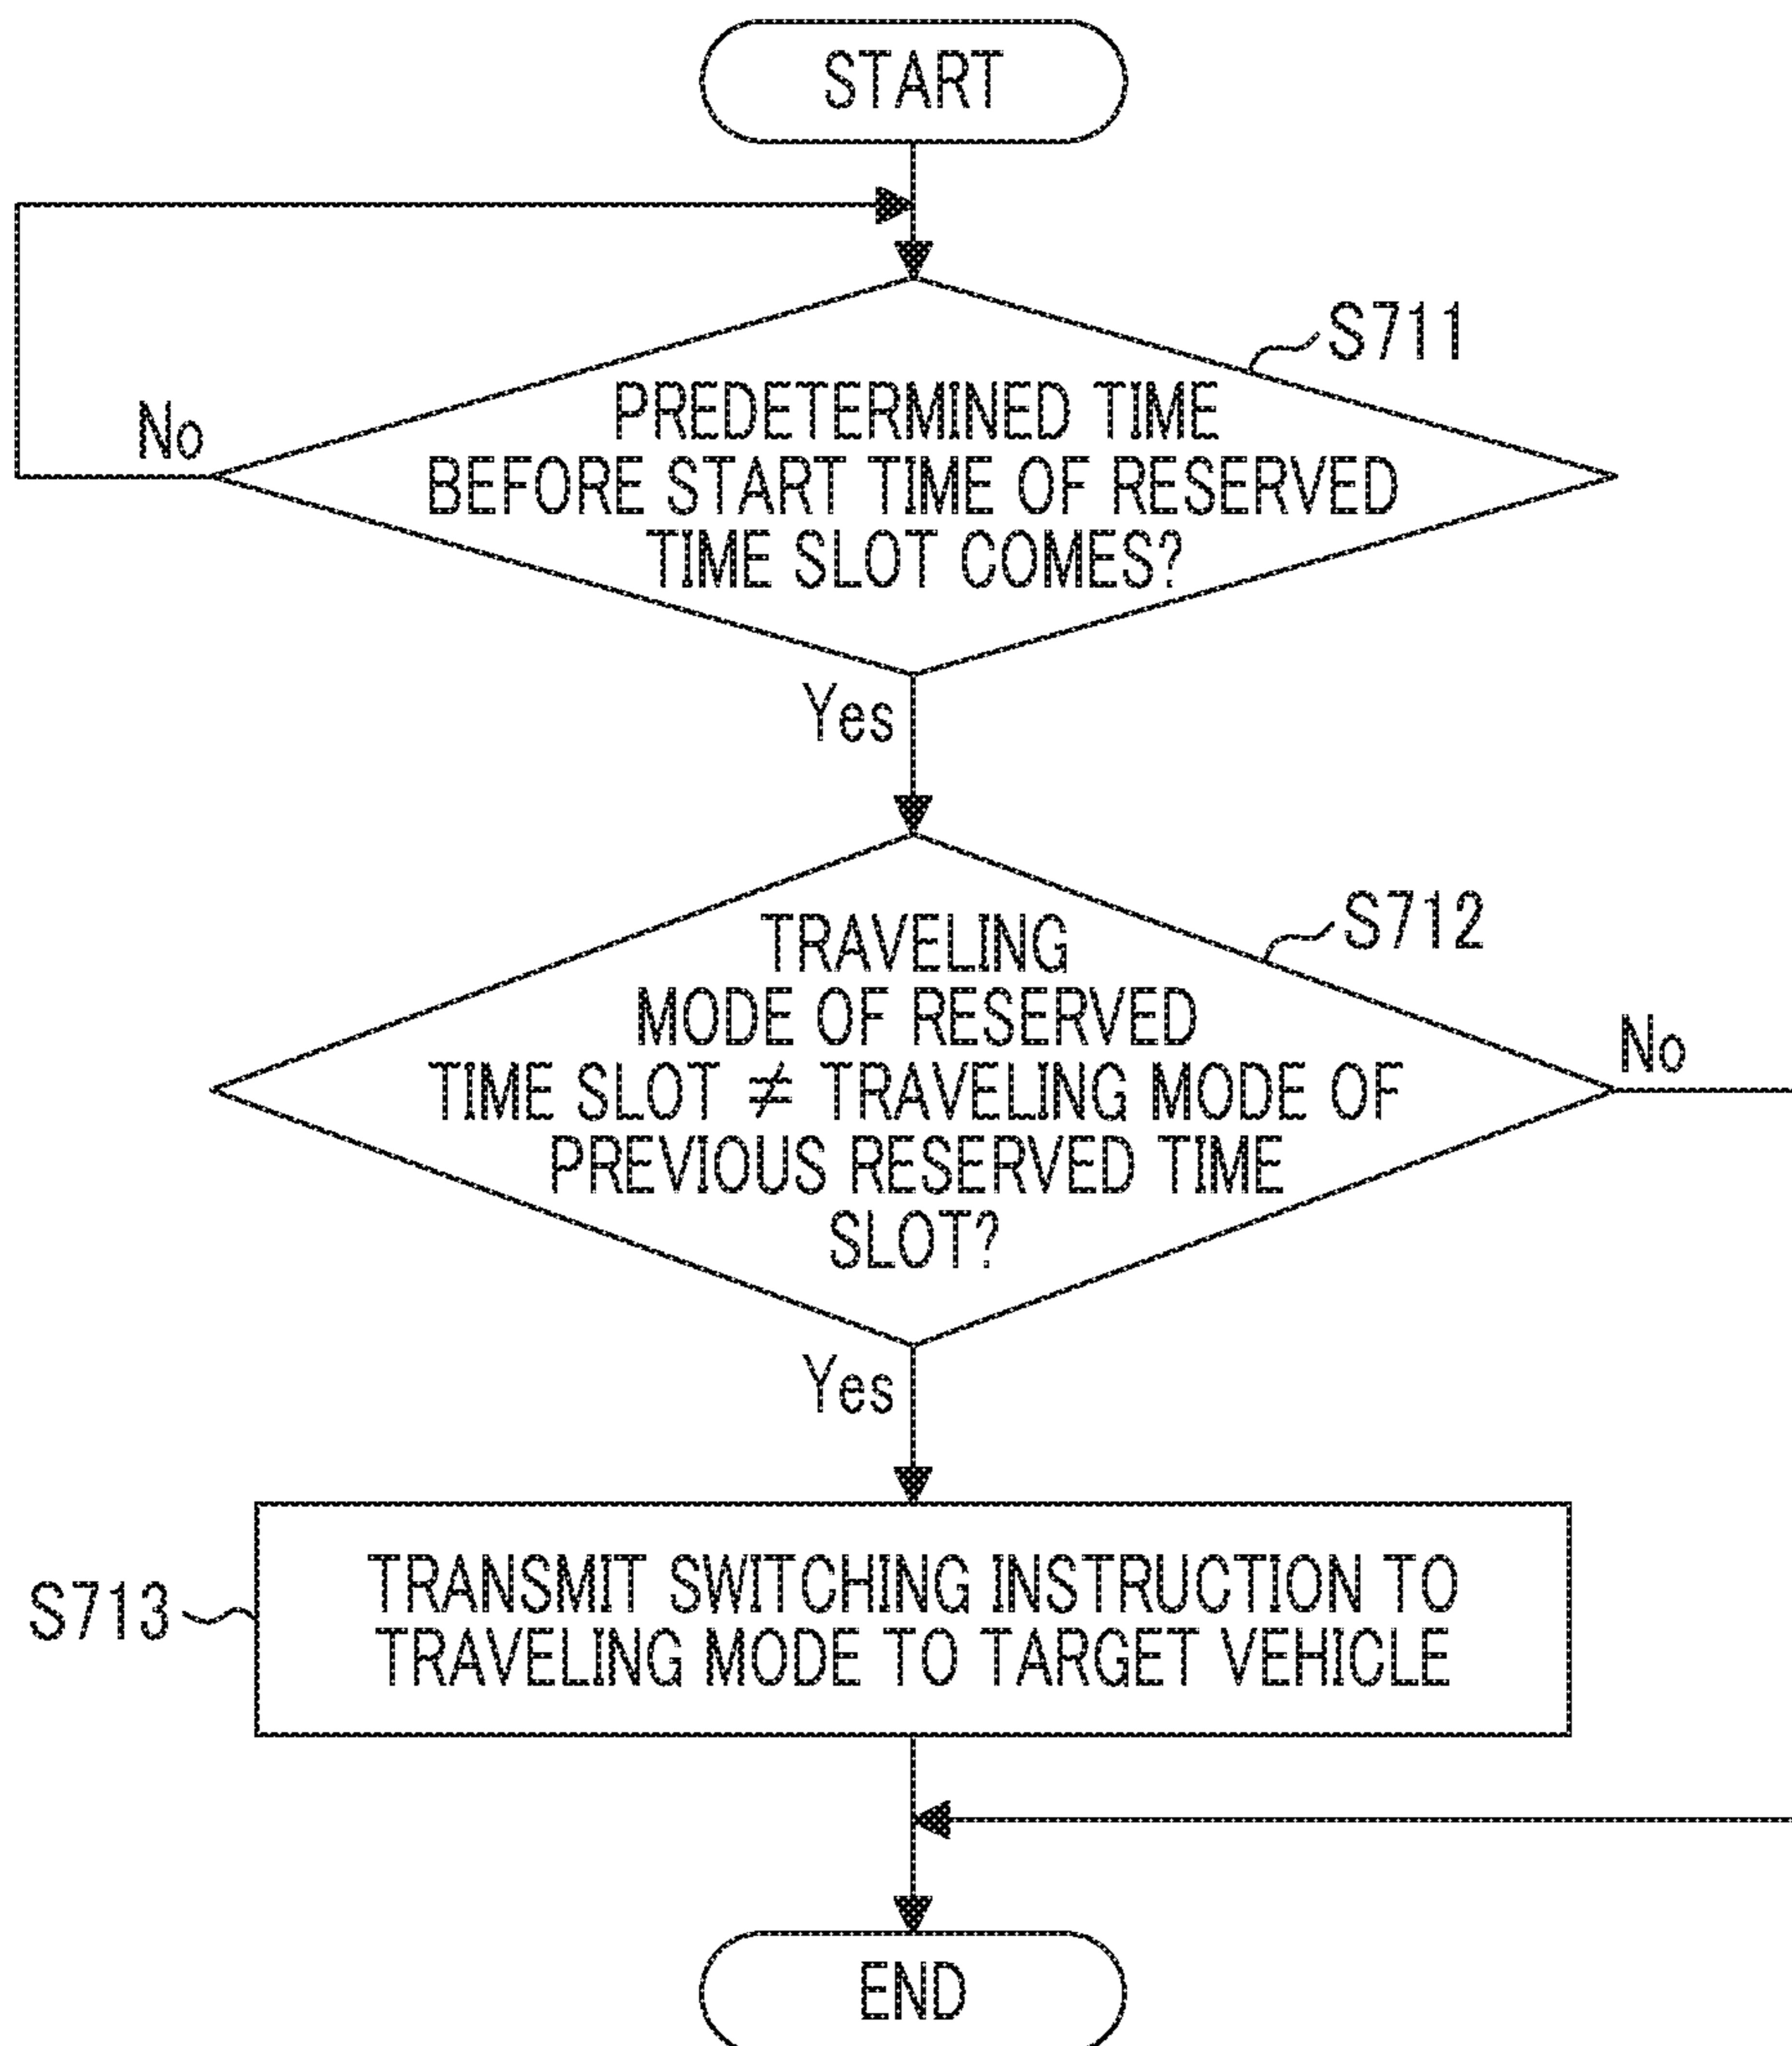 START
S711
PREDETERMINED TIME
BEFORE START TIME OF RESERVED
TIME SLOT COMES?
No
Yes
S712
TRAVELING
MODE OF RESERVED
TIME SLOT ≠ TRAVELING MODE OF
PREVIOUS RESERVED TIME
SLOT?
No
Yes
S713
TRANSMIT SWITCHING INSTRUCTION TO
TRAVELING MODE TO TARGET VEHICLE
END